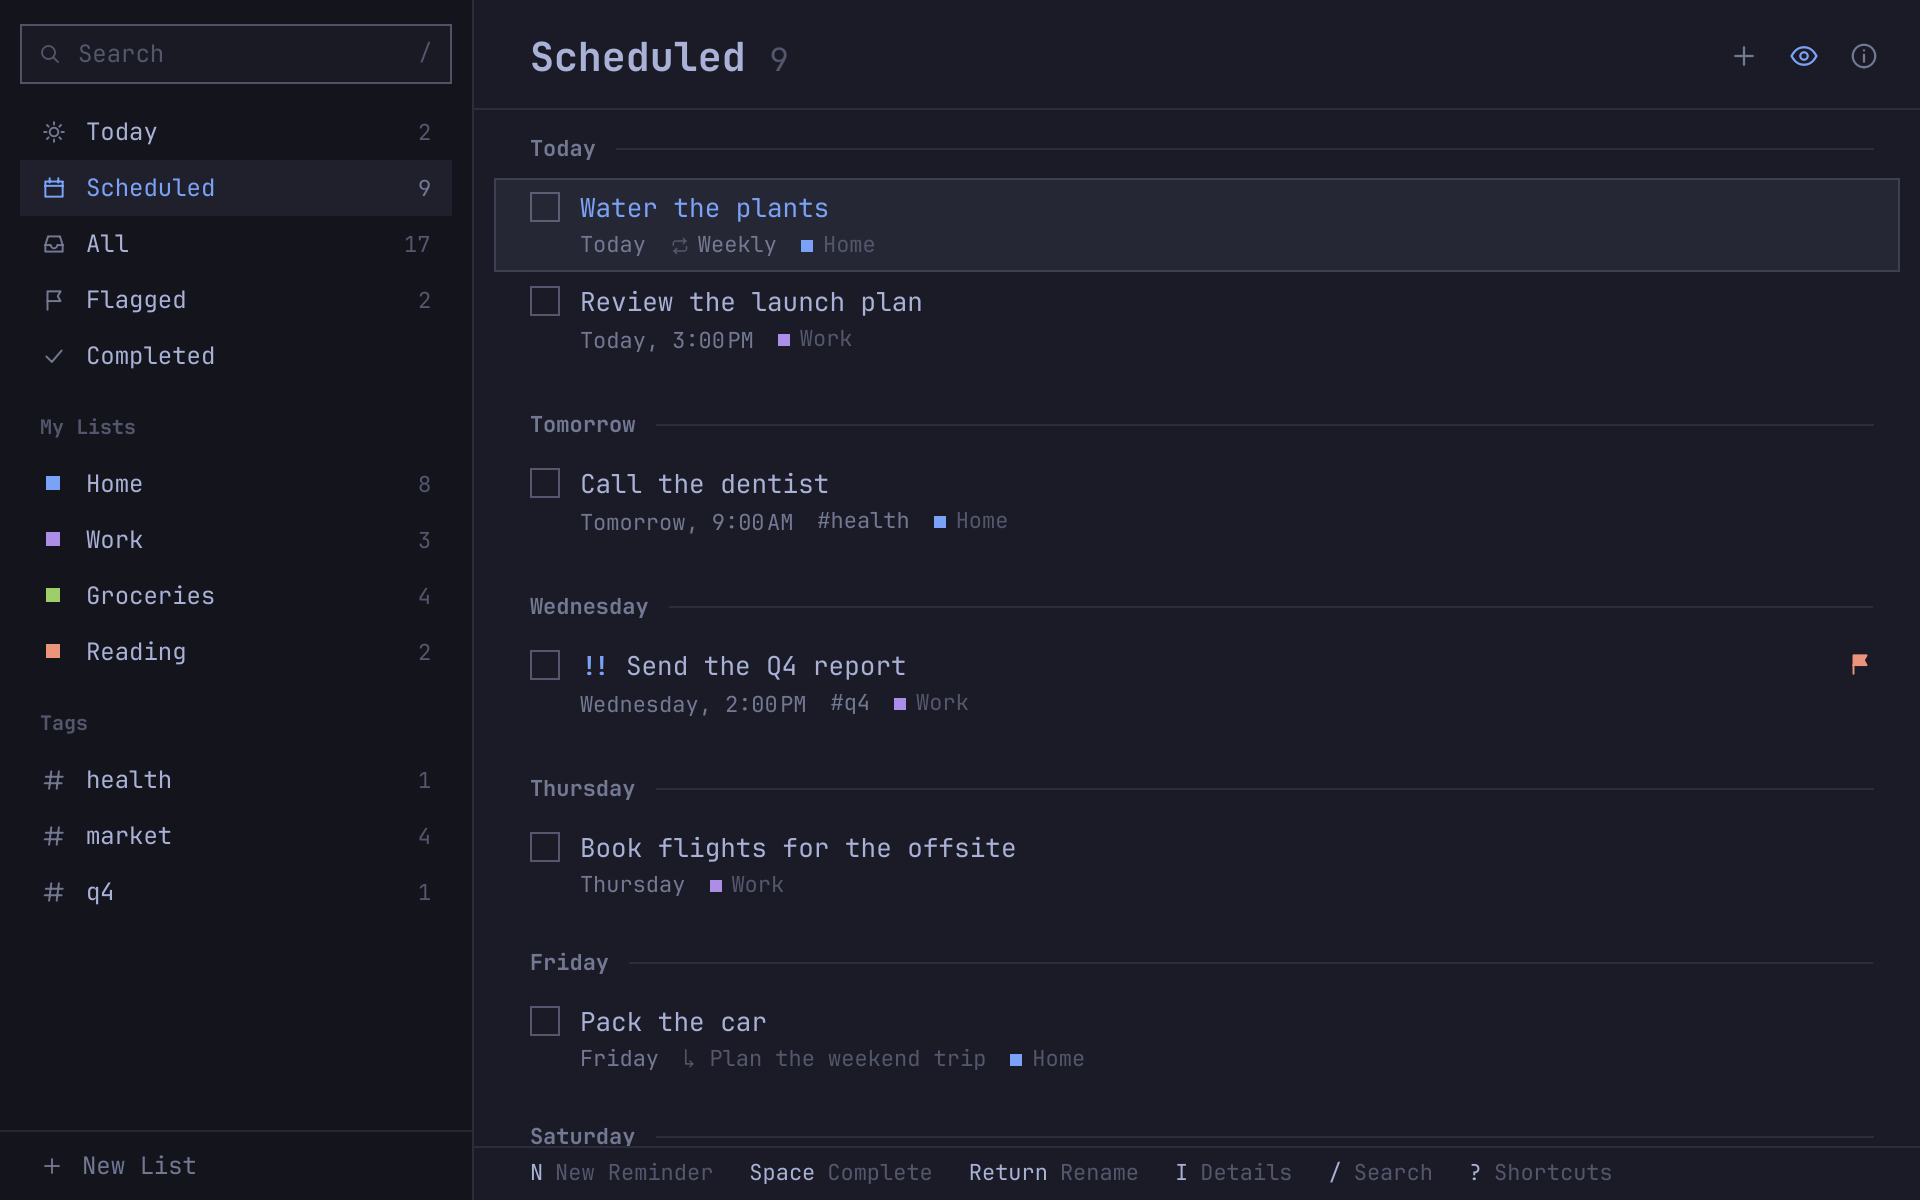 Search /
Today 2
Scheduled 9
All 17
Flagged 2
Completed
My Lists
Home 8
Work 3
Groceries 4
Reading 2
Tags
# health 1
# market 4
# q4 1
+ New List
Scheduled 9
Today
Water the plants
Today Weekly Home
Review the launch plan
Today, 3:00 PM Work
Tomorrow
Call the dentist
Tomorrow, 9:00 AM #health Home
Wednesday
!! Send the Q4 report
Wednesday, 2:00 PM #q4 Work
Thursday
Book flights for the offsite
Thursday Work
Friday
Pack the car
Friday ↳ Plan the weekend trip Home
Saturday
N New Reminder Space Complete Return Rename I Details / Search ? Shortcuts